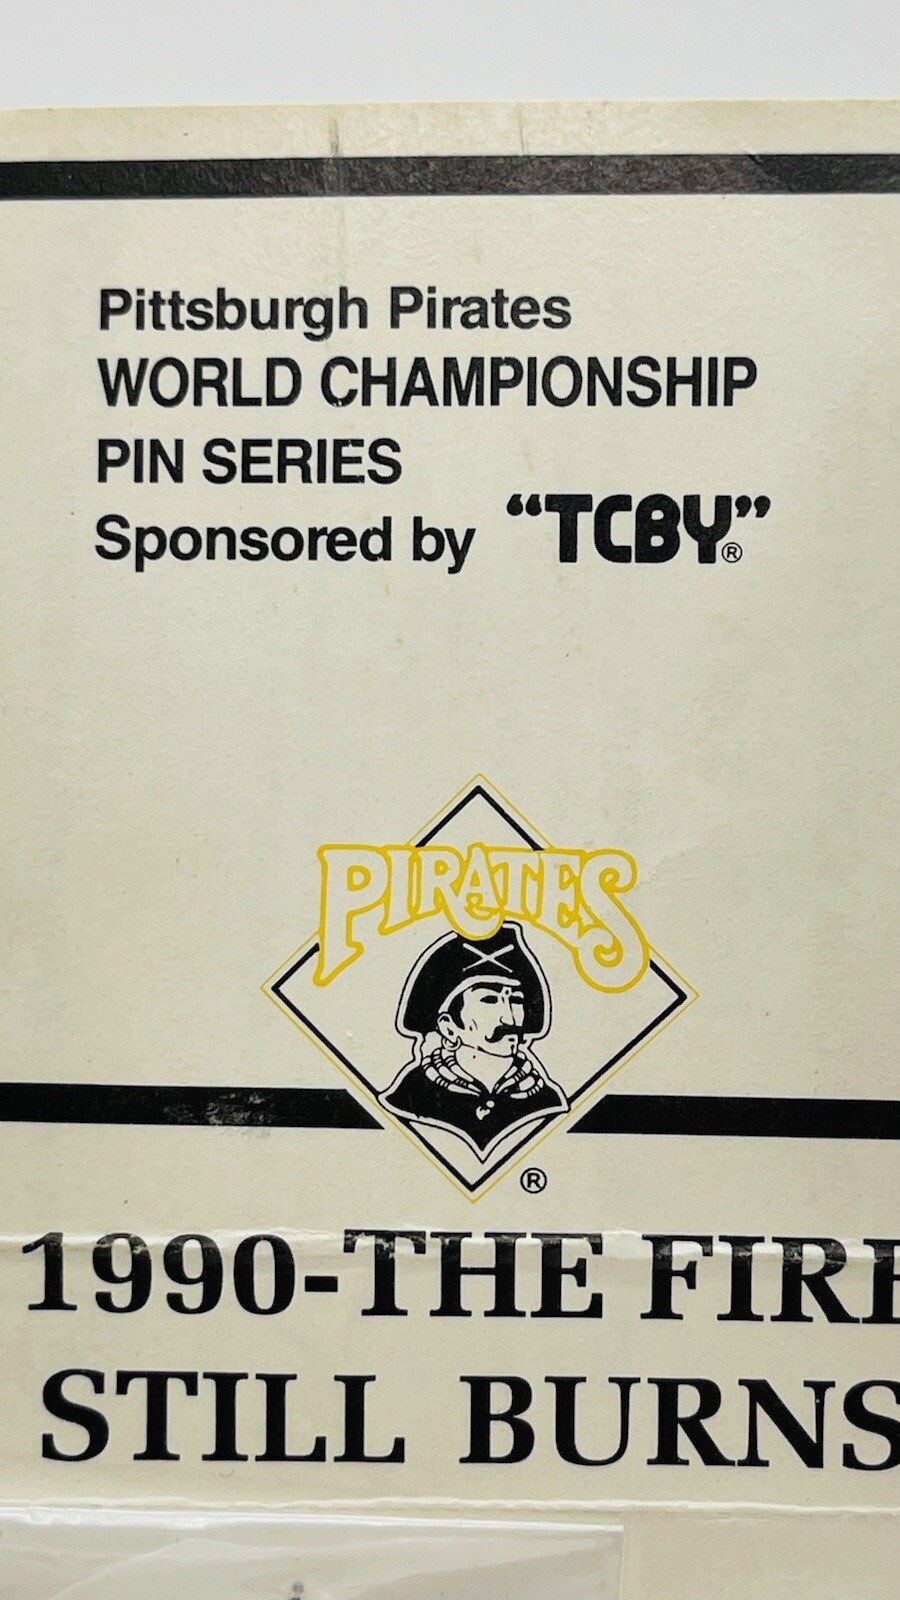 Pittsburgh Pirates
WORLD CHAMPIONSHIP
PIN SERIES
Sponsored by "TCBY"®
PIRATES
®
1990-THE FIRE
STILL BURNS